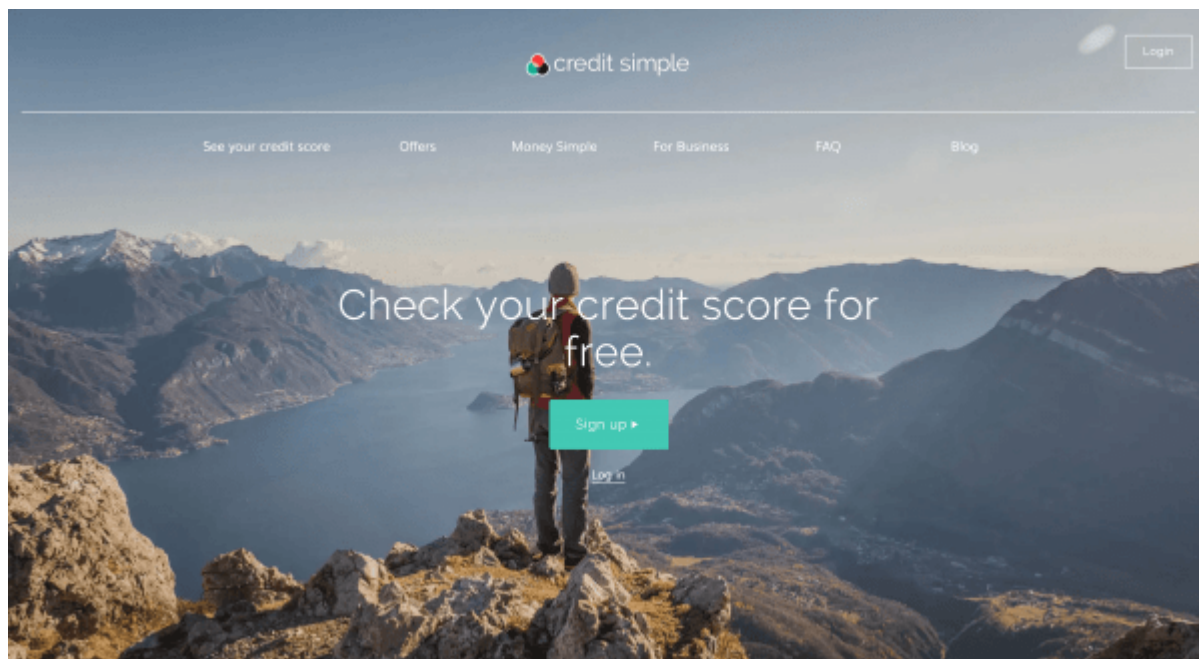 credit simple
Login
See your credit score Offers Money Simple For Business FAQ Blog
Check your credit score for
free.
Sign up
Log in